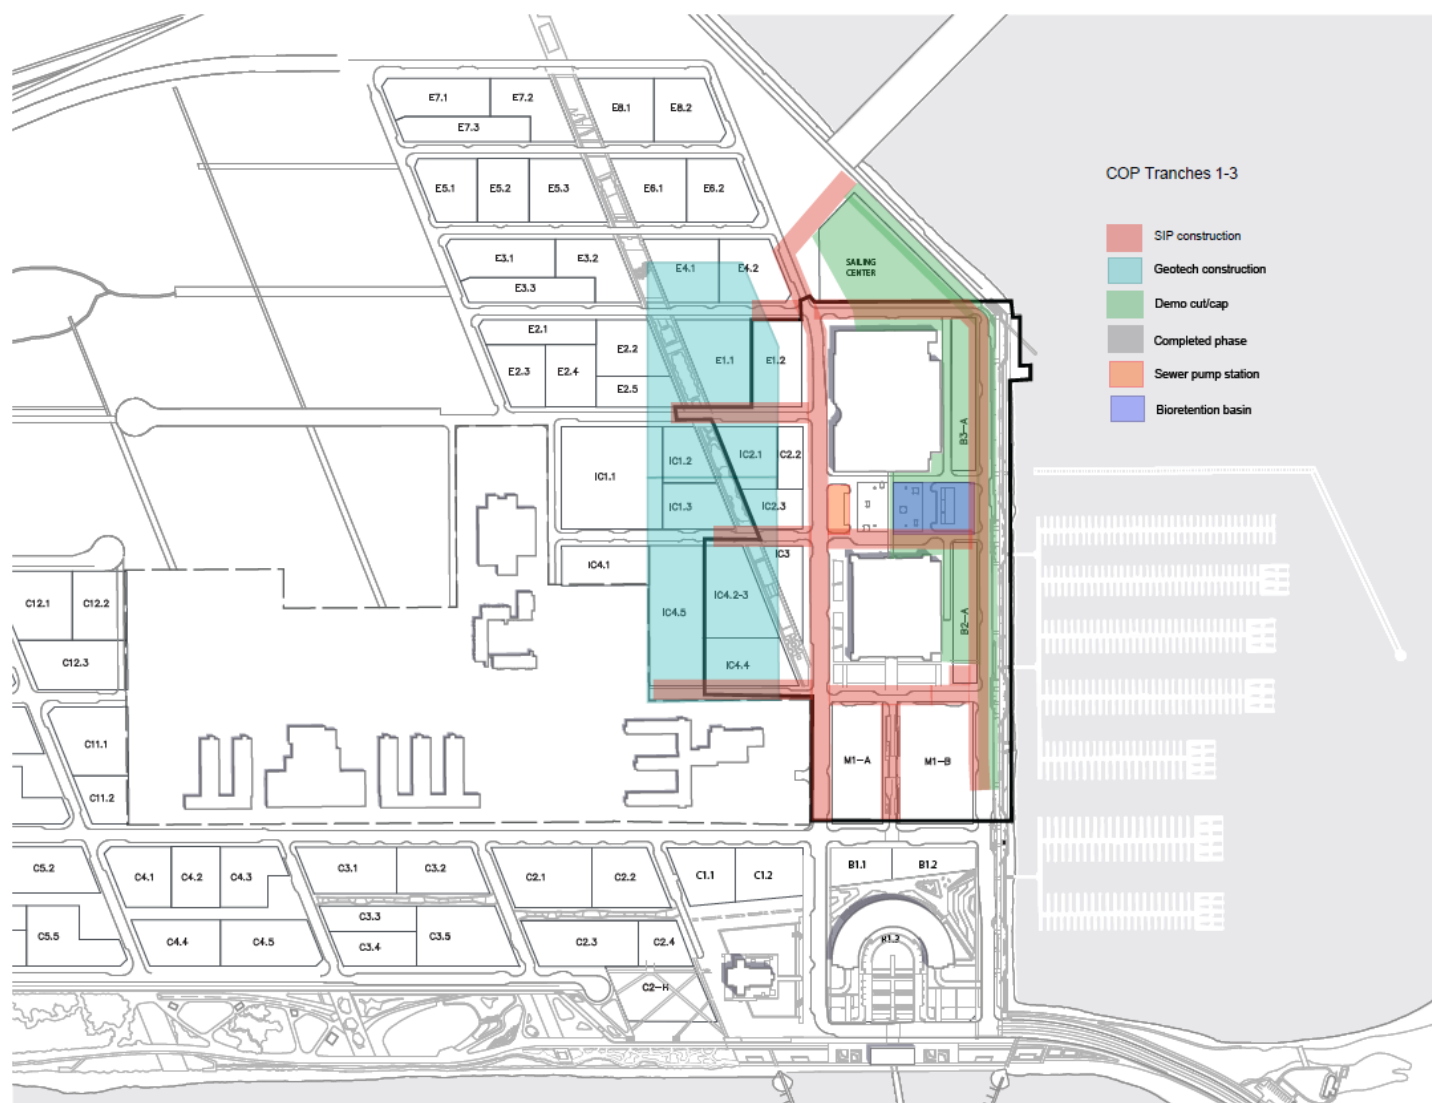 E7.1
E7.2
E8.1
E8.2
E7.3
E5.1
E5.2
E5.3
E6.1
E6.2
COP Tranches 1-3
SIP construction
Geotech construction
Demo cut/cap
Completed phase
Sewer pump station
Bioretention basin
E3.1
E3.2
E4.1
E4.2
E3.3
SAILING
CENTER
E2.1
E2.2
E1.1
E1.2
E2.3
E2.4
E2.5
B3-A
IC1.1
IC1.2
IC2.1
C2.2
IC1.3
IC2.3
IC3
IC4.1
IC4.5
IC4.2-3
IC4.4
B2-A
C12.1
C12.2
C12.3
C11.1
C11.2
M1-A
M1-B
C5.2
C4.1
C4.2
C4.3
C3.1
C3.2
C2.1
C2.2
C1.1
C1.2
B1.1
B1.2
C5.5
C4.4
C4.5
C3.3
C3.4
C3.5
C2.3
C2.4
C2-H